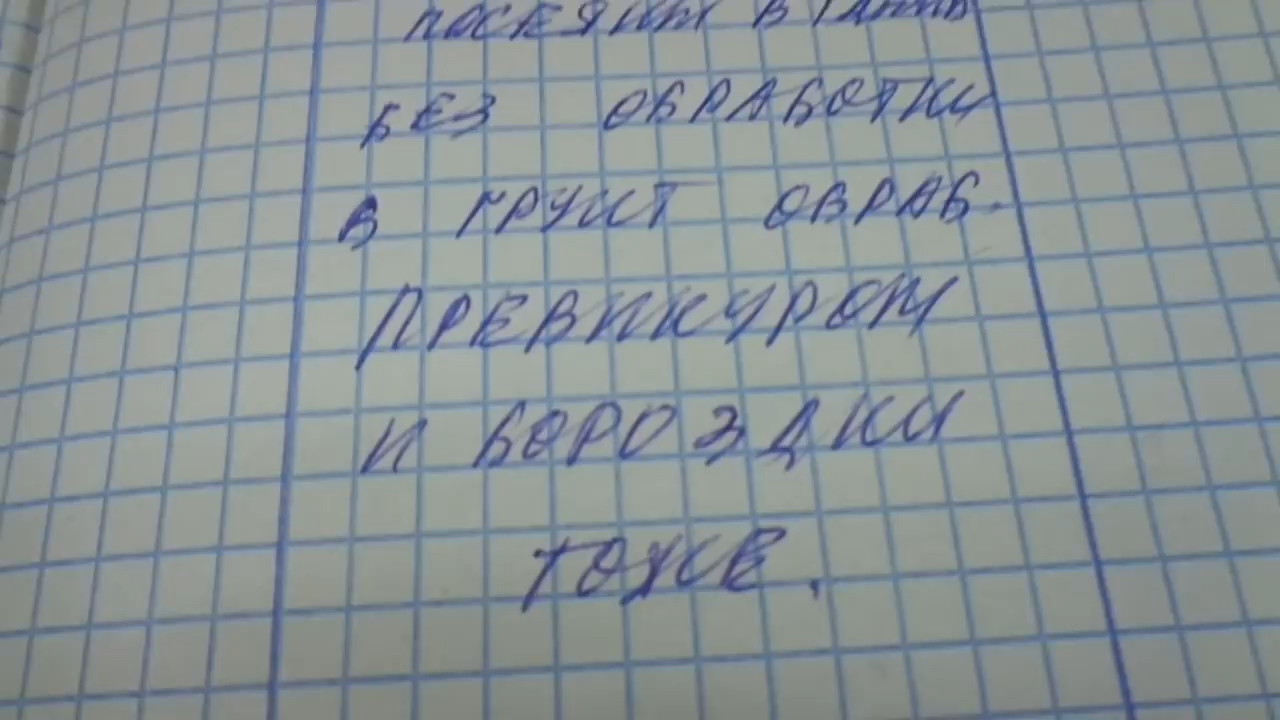 в
без обработки
в грунт обраб.
Превикуром
и бороздки
тоже.